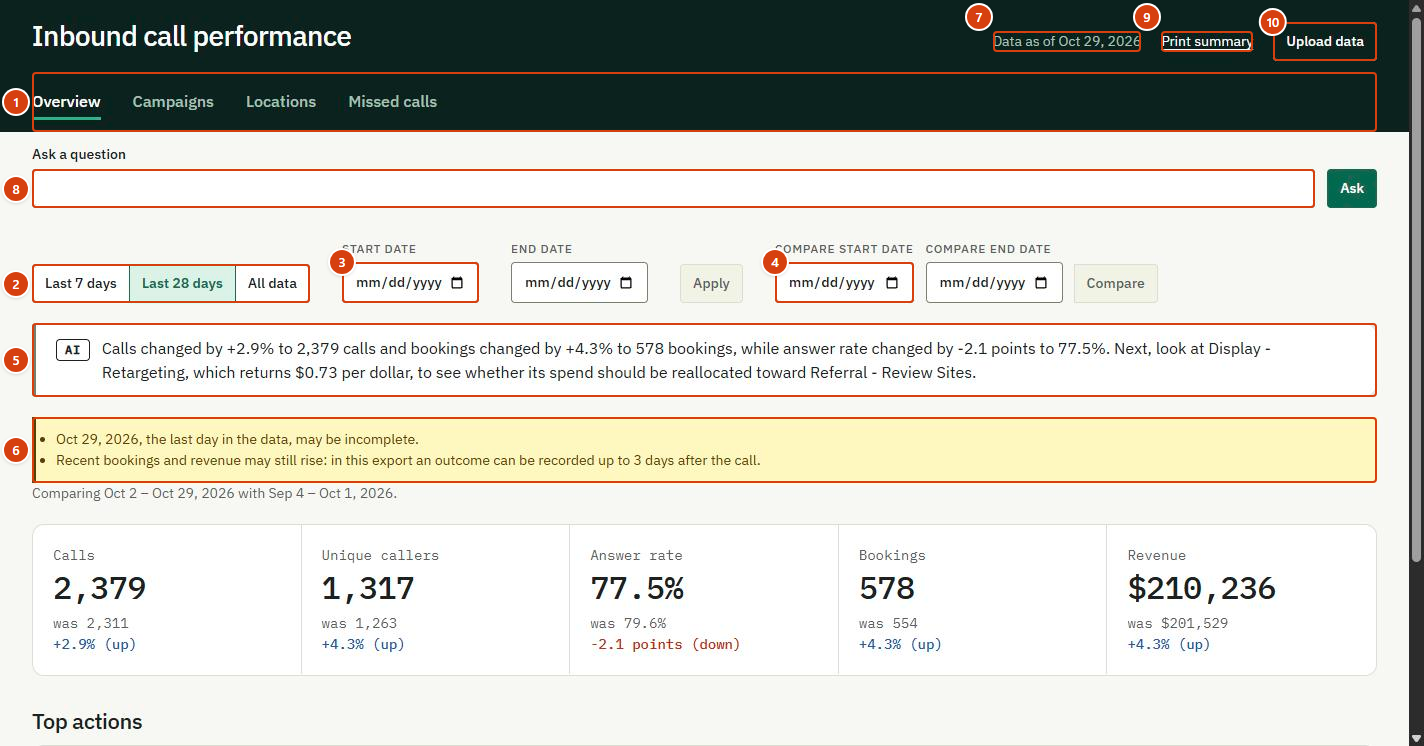 Inbound call performance
7
Data as of Oct 29, 2026
9
Print summary
10
Upload data
1
Overview
Campaigns
Locations
Missed calls
Ask a question
8
Ask
2
Last 7 days
Last 28 days
All data
3
START DATE
mm/dd/yyyy
END DATE
mm/dd/yyyy
Apply
4
COMPARE START DATE
mm/dd/yyyy
COMPARE END DATE
mm/dd/yyyy
Compare
5
AI
Calls changed by +2.9% to 2,379 calls and bookings changed by +4.3% to 578 bookings, while answer rate changed by -2.1 points to 77.5%. Next, look at Display -
Retargeting, which returns $0.73 per dollar, to see whether its spend should be reallocated toward Referral - Review Sites.
6
• Oct 29, 2026, the last day in the data, may be incomplete.
• Recent bookings and revenue may still rise: in this export an outcome can be recorded up to 3 days after the call.
Comparing Oct 2 – Oct 29, 2026 with Sep 4 – Oct 1, 2026.
Calls
2,379
was 2,311
+2.9% (up)
Unique callers
1,317
was 1,263
+4.3% (up)
Answer rate
77.5%
was 79.6%
-2.1 points (down)
Bookings
578
was 554
+4.3% (up)
Revenue
$210,236
was $201,529
+4.3% (up)
Top actions